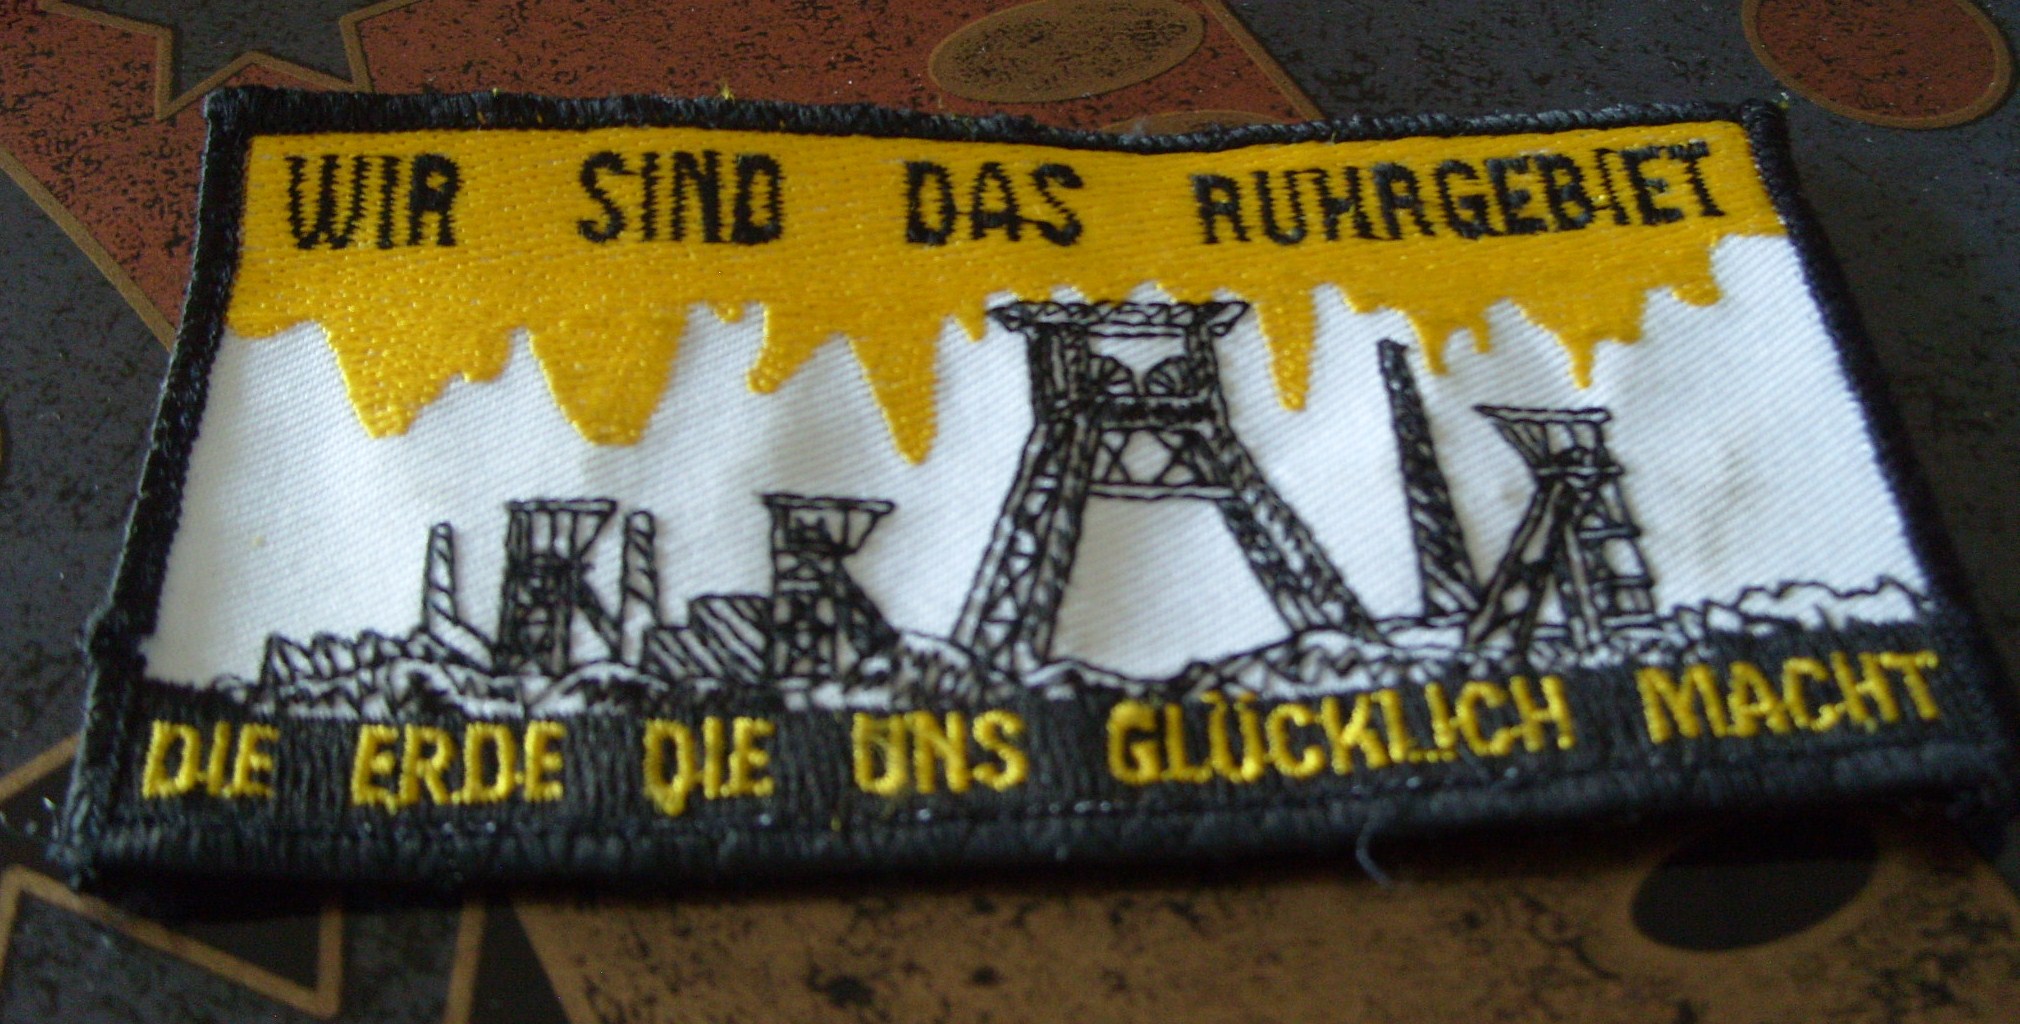 WIR SIND DAS RUHRGEBIET
DIE ERDE DIE UNS GLÜCKLICH MACHT